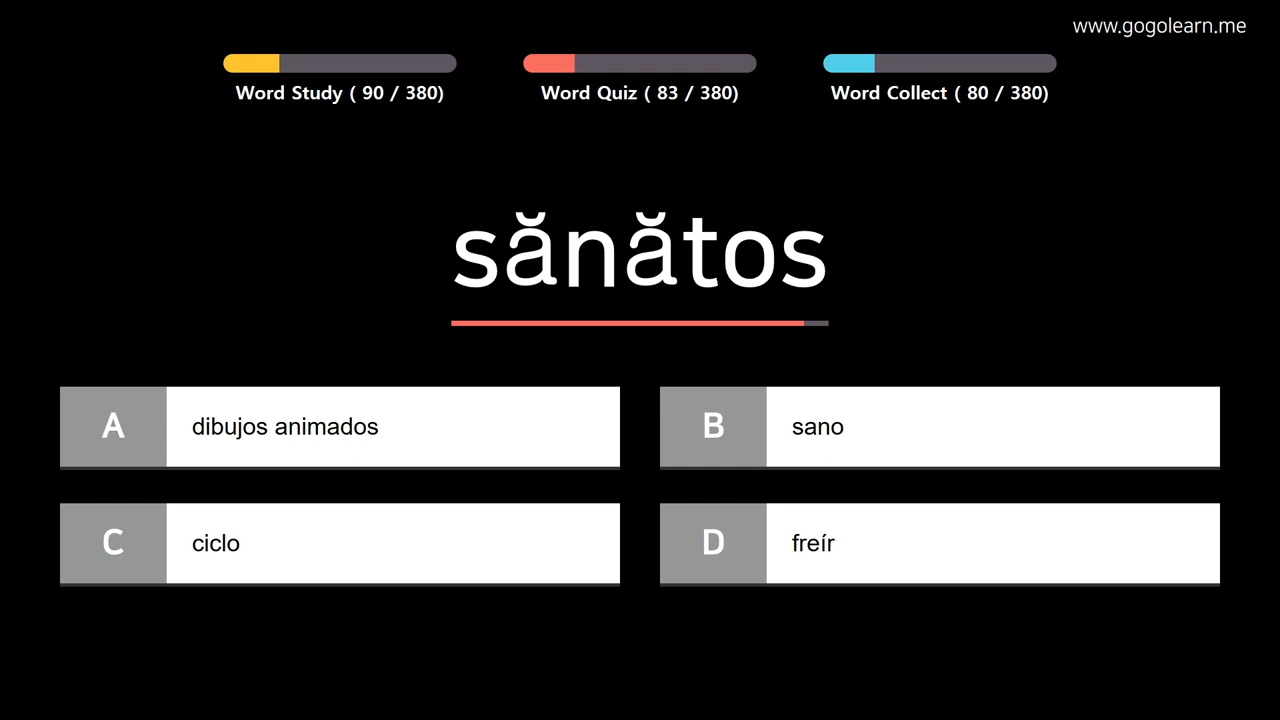 www.gogolearn.me
Word Study ( 90 / 380)
Word Quiz ( 83 / 380)
Word Collect ( 80 / 380)
sănătos
A dibujos animados
B sano
C ciclo
D freír